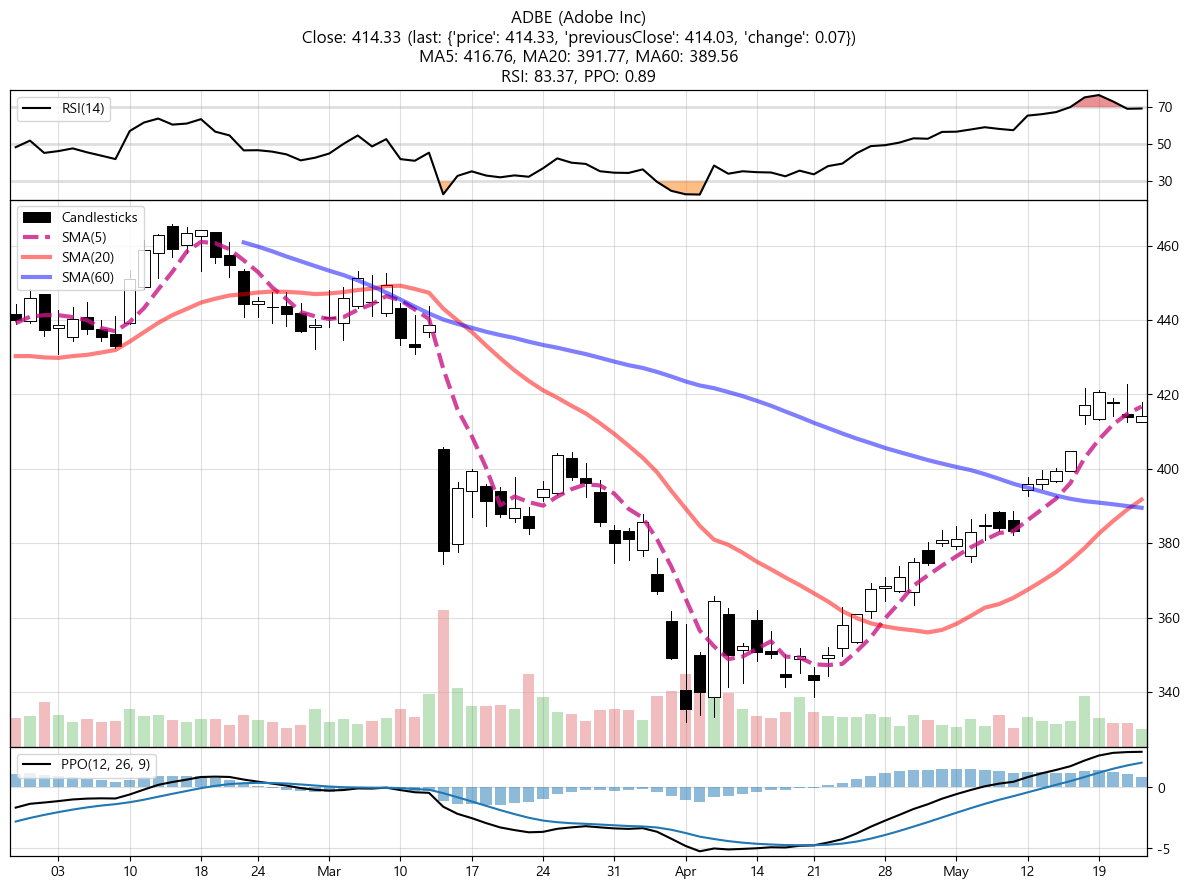 ADBE (Adobe Inc)
Close: 414.33 (last: {'price': 414.33, 'previousClose': 414.03, 'change': 0.07})
MA5: 416.76, MA20: 391.77, MA60: 389.56
RSI: 83.37, PPO: 0.89
RSI(14)
70
50
30
Candlesticks
SMA(5)
SMA(20)
SMA(60)
460
440
420
400
380
360
340
PPO(12, 26, 9)
0
-5
03 10 18 24 Mar 10 17 24 31 Apr 14 21 28 May 12 19